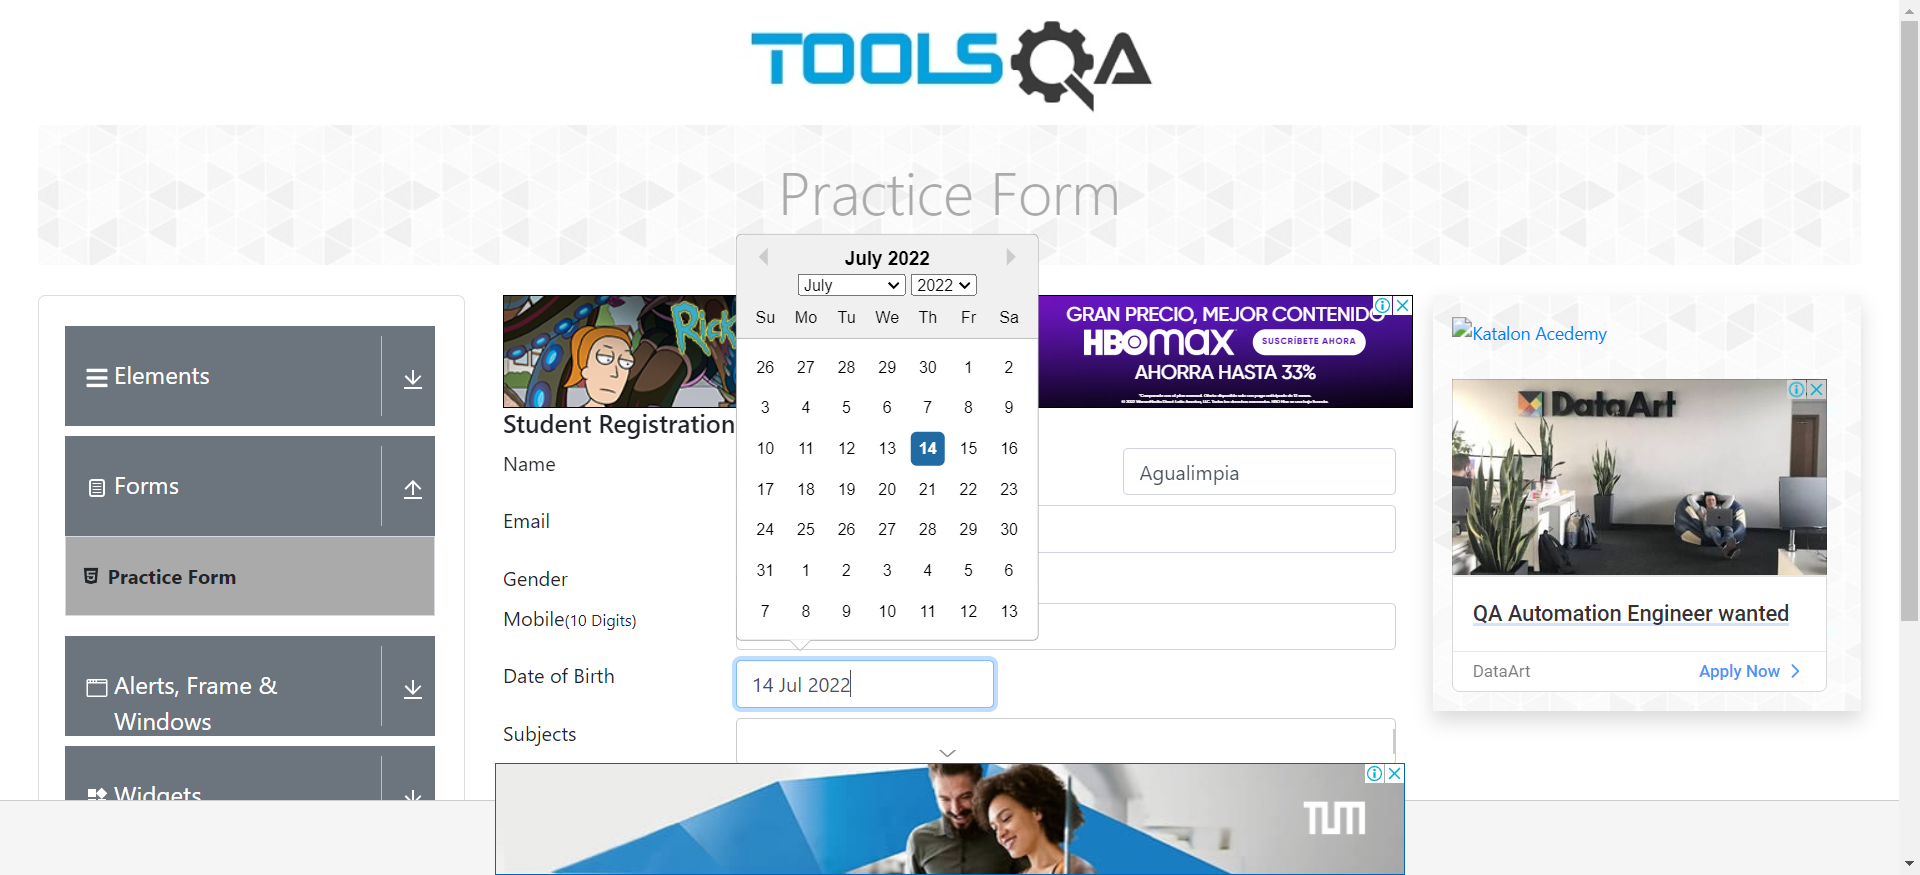 TOOLSQA
Practice Form
July 2022
July 2022
Su Mo Tu We Th Fr Sa
26 27 28 29 30 1 2
3 4 5 6 7 8 9
10 11 12 13 14 15 16
17 18 19 20 21 22 23
24 25 26 27 28 29 30
31 1 2 3 4 5 6
7 8 9 10 11 12 13
Elements
Forms
Practice Form
Alerts, Frame &
Windows
Widgets
Rick
GRAN PRECIO, MEJOR CONTENIDO
HBOMAX
SUSCRÍBETE AHORA
AHORRA HASTA 33%
Student Registration
Name
Agualimpia
Email
Gender
Mobile(10 Digits)
Date of Birth
14 Jul 2022
Subjects
TUM
Katalon Acedemy
DataArt
QA Automation Engineer wanted
DataArt
Apply Now